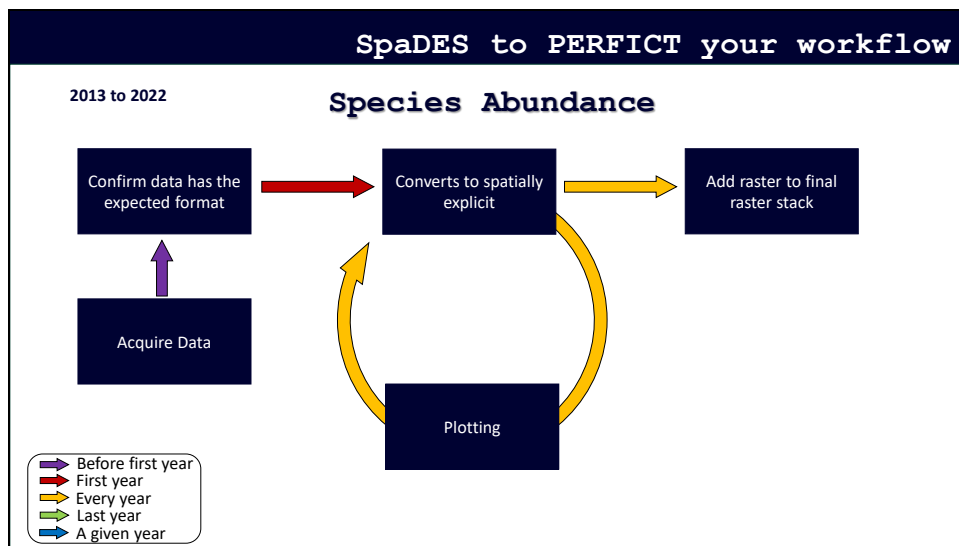 SpaDES to PERFICT your workflow
2013 to 2022
Species Abundance
Confirm data has the
expected format
Converts to spatially
explicit
Add raster to final
raster stack
Acquire Data
Plotting
Before first year
First year
Every year
Last year
A given year